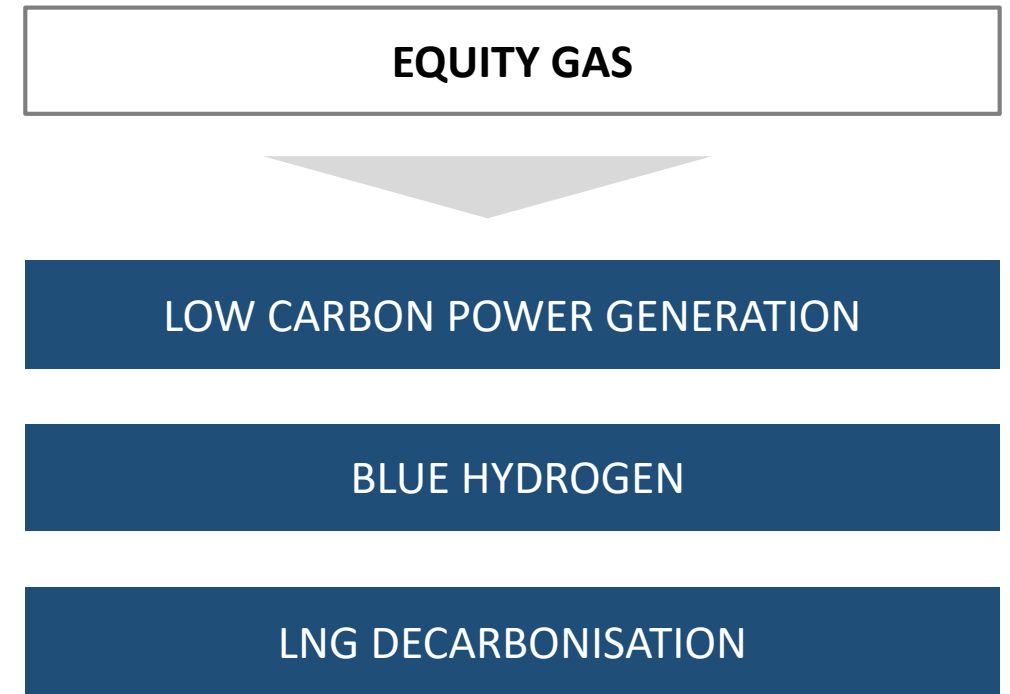 EQUITY GAS
LOW CARBON POWER GENERATION
BLUE HYDROGEN
LNG DECARBONISATION